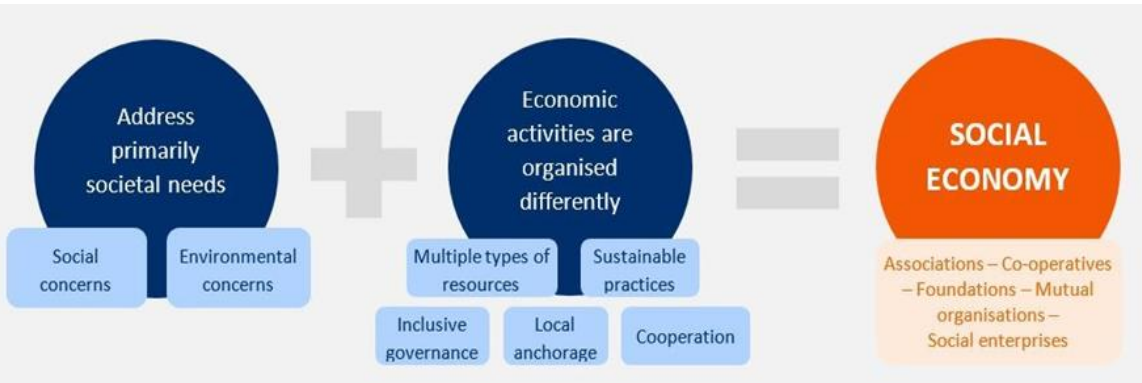 Address
primarily
societal needs
Social
concerns
Environmental
concerns
Economic
activities are
organised
differently
Multiple types of
resources
Sustainable
practices
Inclusive
governance
Local
anchorage
Cooperation
SOCIAL
ECONOMY
Associations – Co-operatives
– Foundations – Mutual
organisations –
Social enterprises